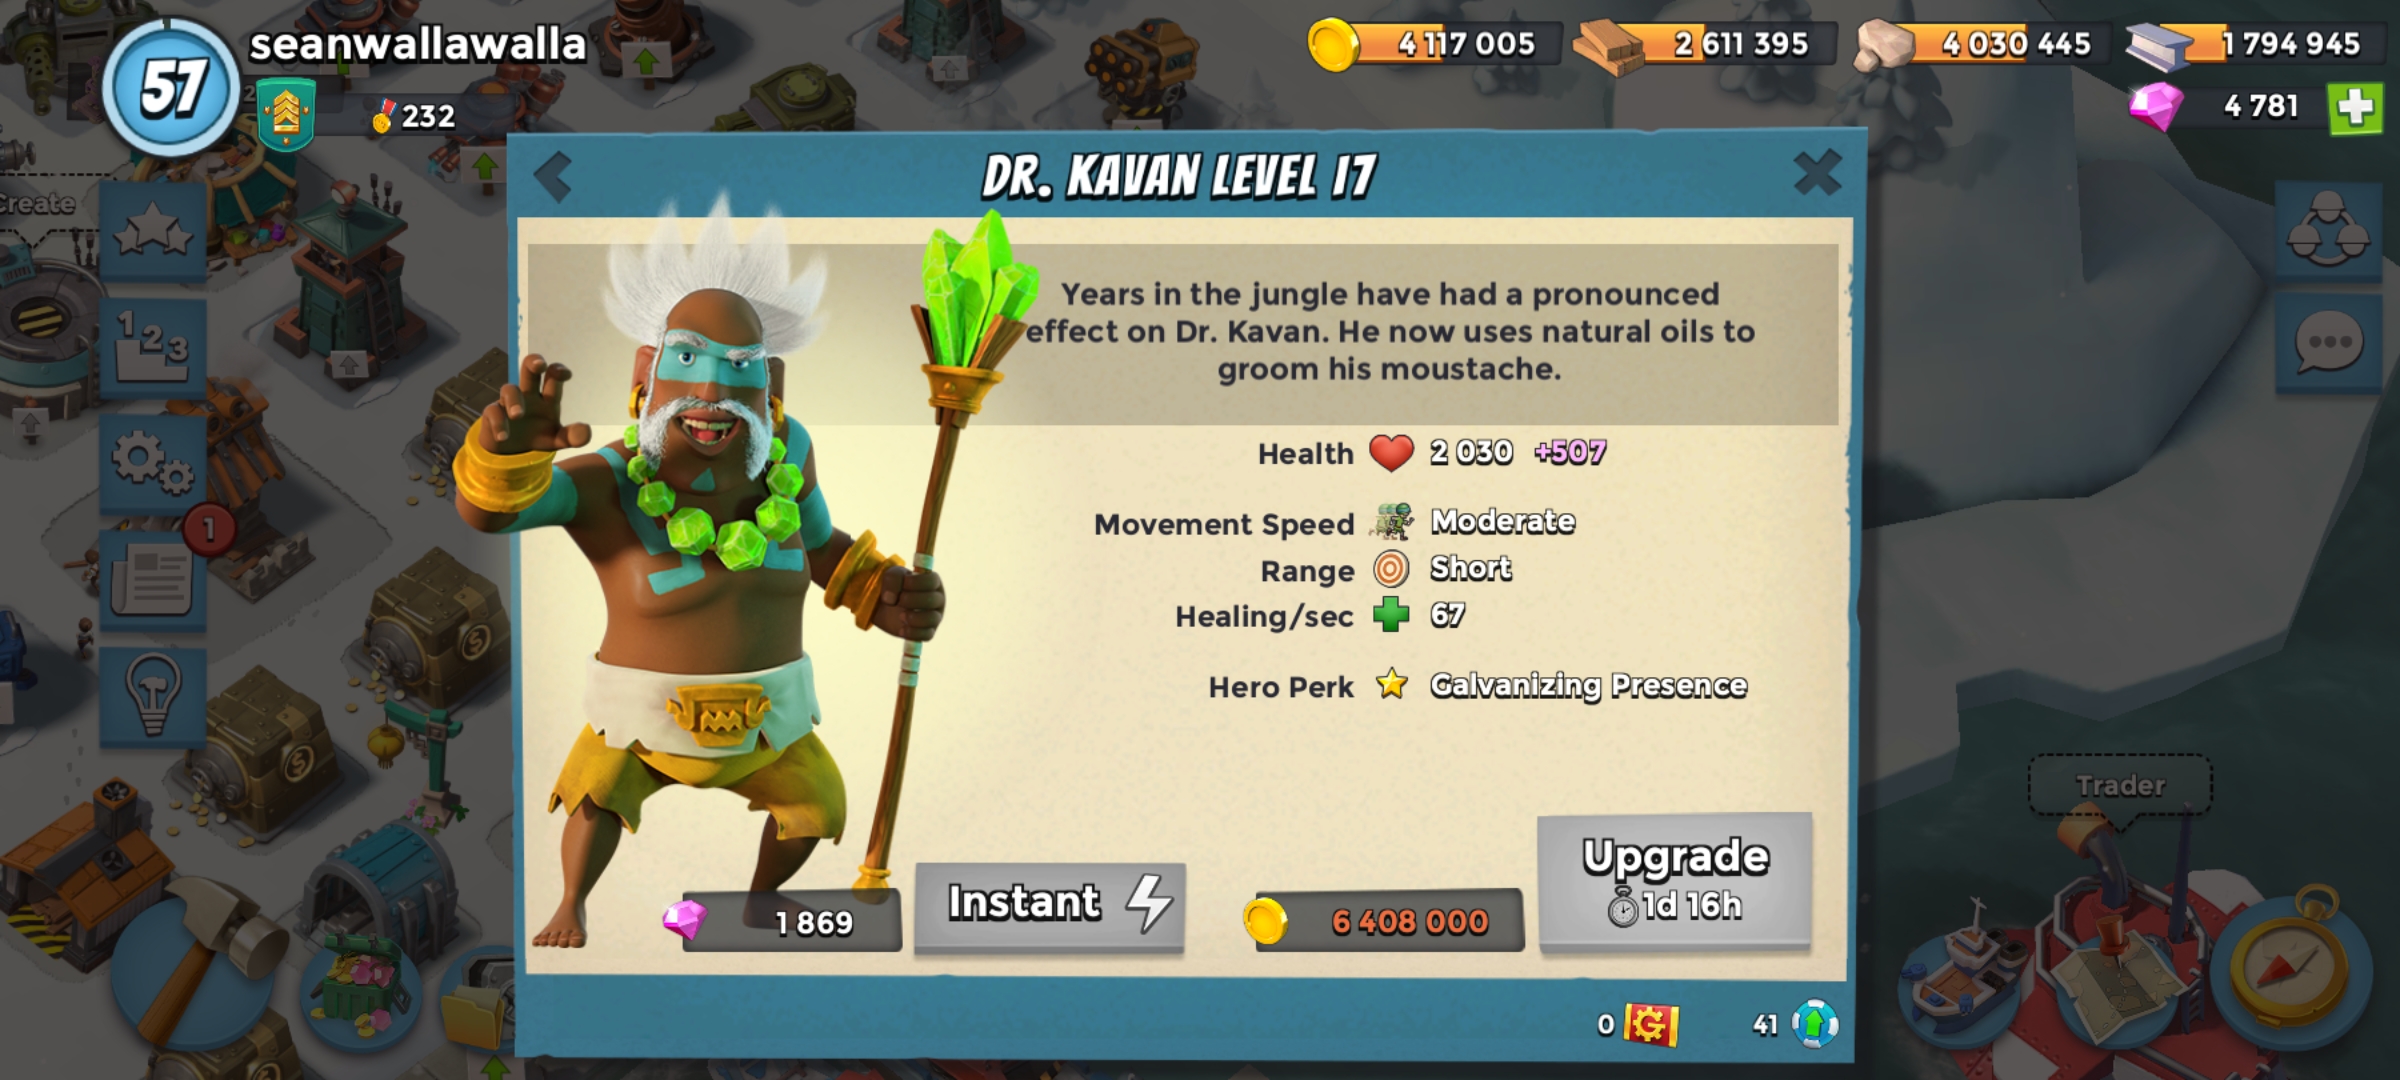 57
seanwallawalla
232
4 117 005
2 611 395
4 030 445
1 794 945
4 781
Create
123
1
DR. KAVAN LEVEL 17
Years in the jungle have had a pronounced
effect on Dr. Kavan. He now uses natural oils to
groom his moustache.
Health 2 030 +507
Movement Speed Moderate
Range Short
Healing/sec 67
Hero Perk Galvanizing Presence
1 869
Instant
6 408 000
Upgrade
1d 16h
0 G
41
Trader